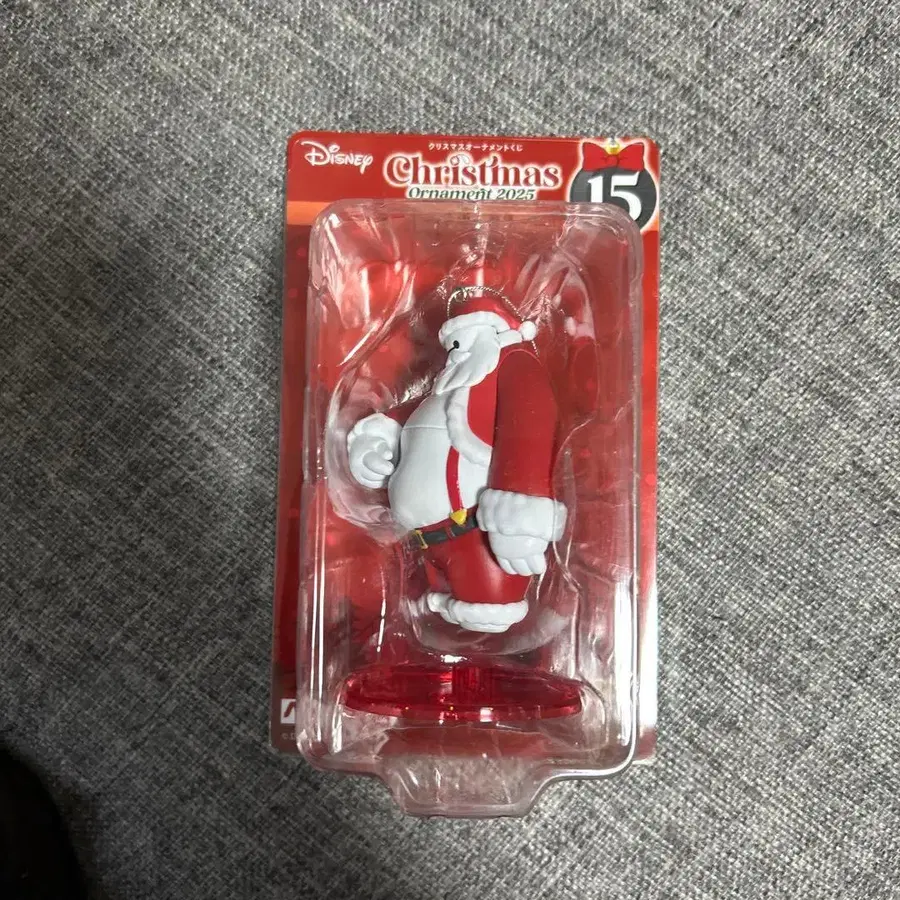 Disney
クリスマスオーナメントくじ
Christmas
Ornament 2025
15